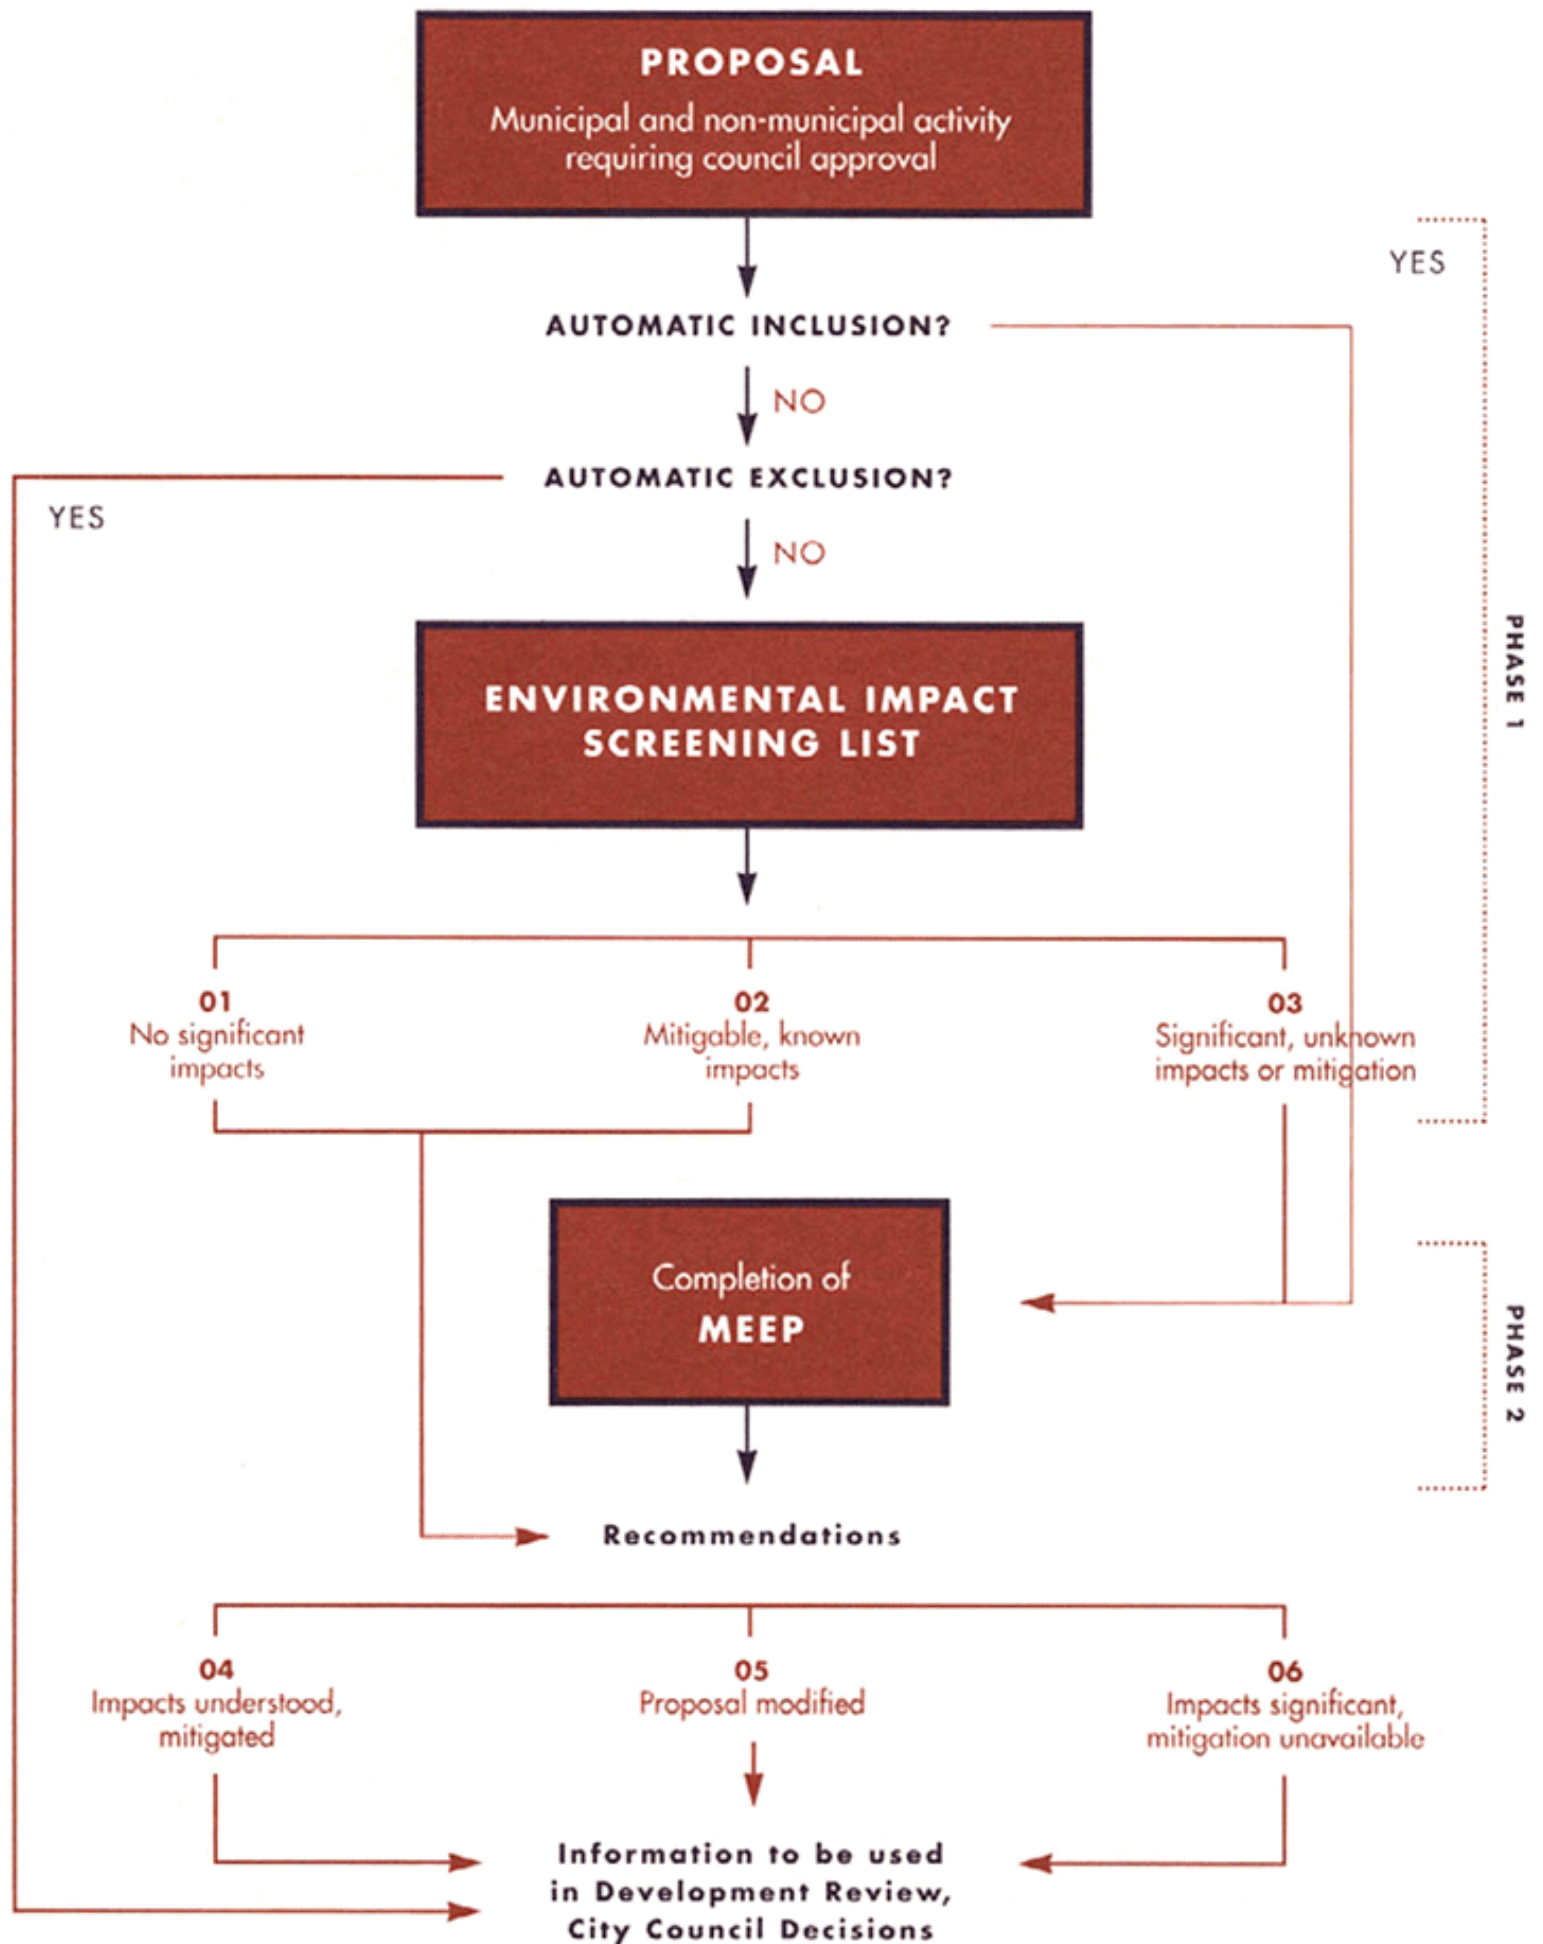 PROPOSAL
Municipal and non-municipal activity
requiring council approval
YES
AUTOMATIC INCLUSION?
NO
AUTOMATIC EXCLUSION?
YES
NO
ENVIRONMENTAL IMPACT
SCREENING LIST
PHASE 1
01
No significant
impacts
02
Mitigable, known
impacts
03
Significant, unknown
impacts or mitigation
Completion of
MEEP
PHASE 2
Recommendations
04
Impacts understood,
mitigated
05
Proposal modified
06
Impacts significant,
mitigation unavailable
Information to be used
in Development Review,
City Council Decisions